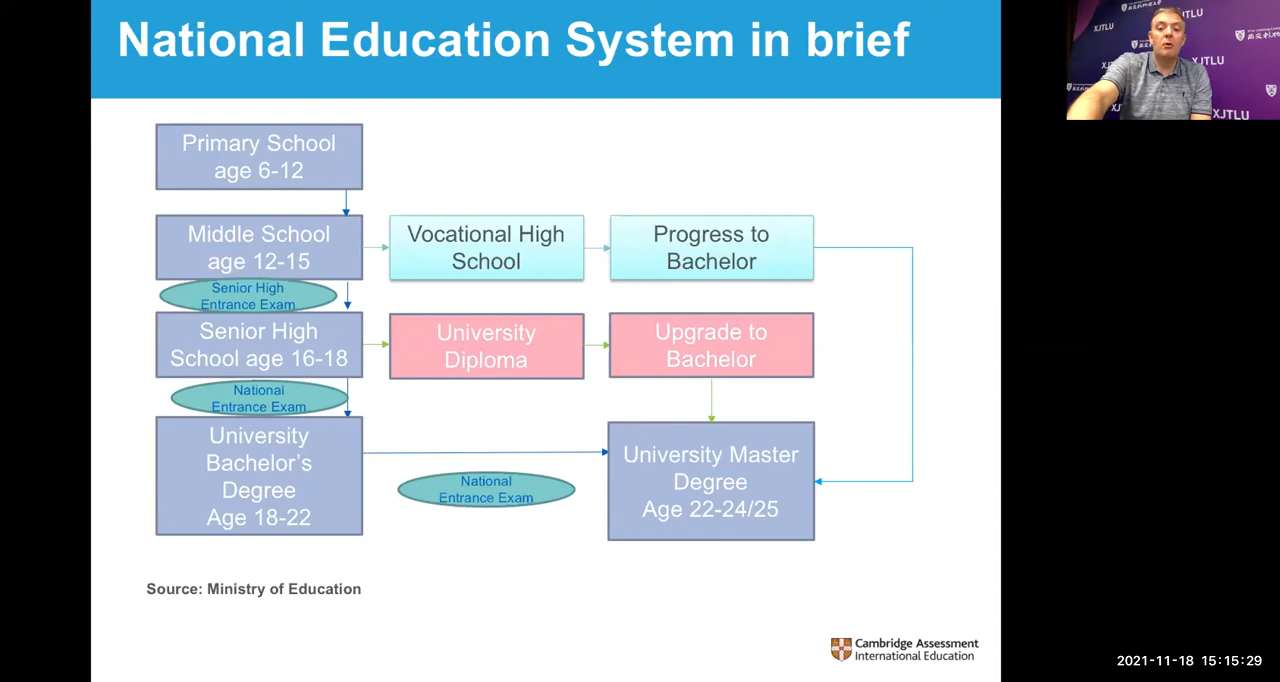 National Education System in brief
Primary School
age 6-12
Middle School
age 12-15
Vocational High
School
Progress to
Bachelor
Senior High
Entrance Exam
Senior High
School age 16-18
University
Diploma
Upgrade to
Bachelor
National
Entrance Exam
University
Bachelor's
Degree
Age 18-22
National
Entrance Exam
University Master
Degree
Age 22-24/25
Source: Ministry of Education
Cambridge Assessment
International Education
XJTLU
XJTLU
XJTLU
2021-11-18 15:15:29